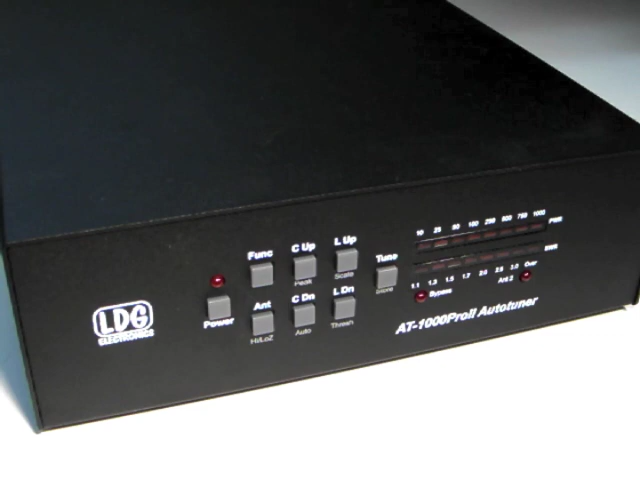 LDG
ELECTRONICS
Power
Func
Ant
Hi/LoZ
C Up
Peak
C Dn
Auto
L Up
Scale
L Dn
Thresh
Tune
Store
10 25 50 100 250 500 750 1000 PWR
SWR
1.1 1.3 1.5 1.7 2.0 2.5 3.0 Over
Bypass
Ant 2
AT-1000ProII Autotuner